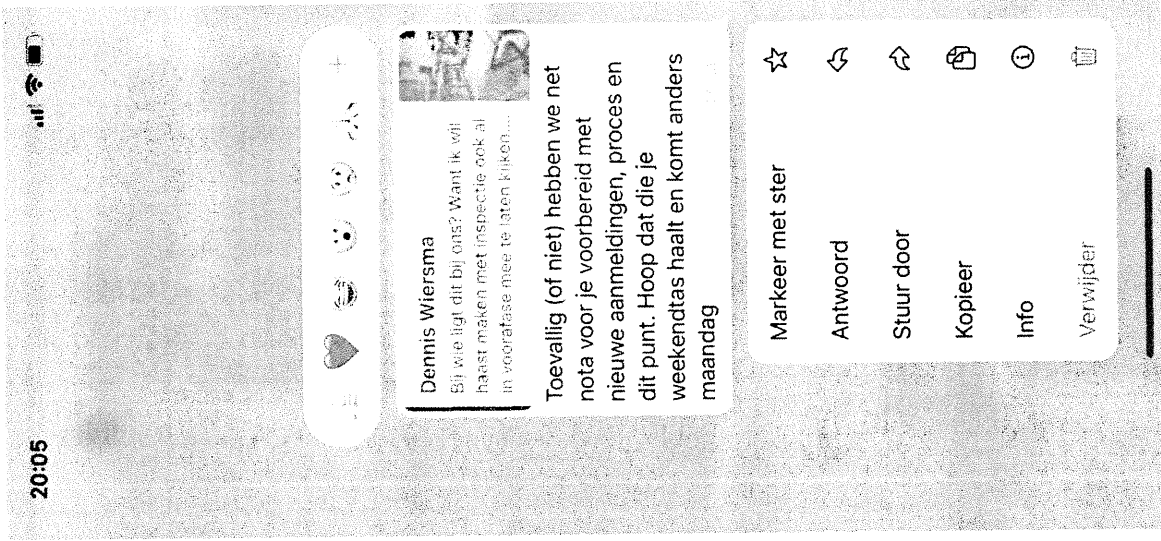 20:05
Dennis Wiersma
Bij wie ligt dit bij ons? Want ik wil
haast maken met inspectie ook al
in voorafase mee te laten kijken....
Toevallig (of niet) hebben we net
nota voor je voorbereid met
nieuwe aanmeldingen, proces en
dit punt. Hoop dat die je
weekendtas haalt en komt anders
maandag
Markeer met ster
Antwoord
Stuur door
Kopieer
Info
Verwijder